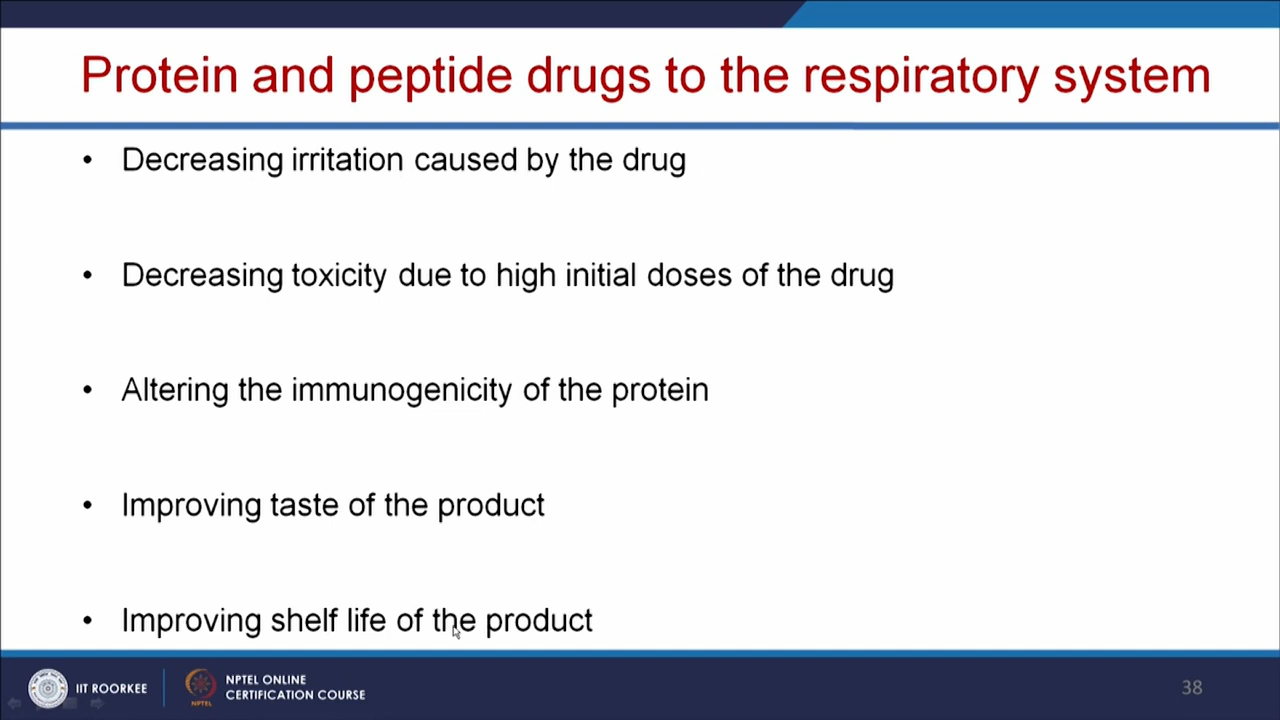 Protein and peptide drugs to the respiratory system
• Decreasing irritation caused by the drug
• Decreasing toxicity due to high initial doses of the drug
• Altering the immunogenicity of the protein
• Improving taste of the product
• Improving shelf life of the product
IIT ROORKEE
NPTEL
NPTEL ONLINE
CERTIFICATION COURSE
38